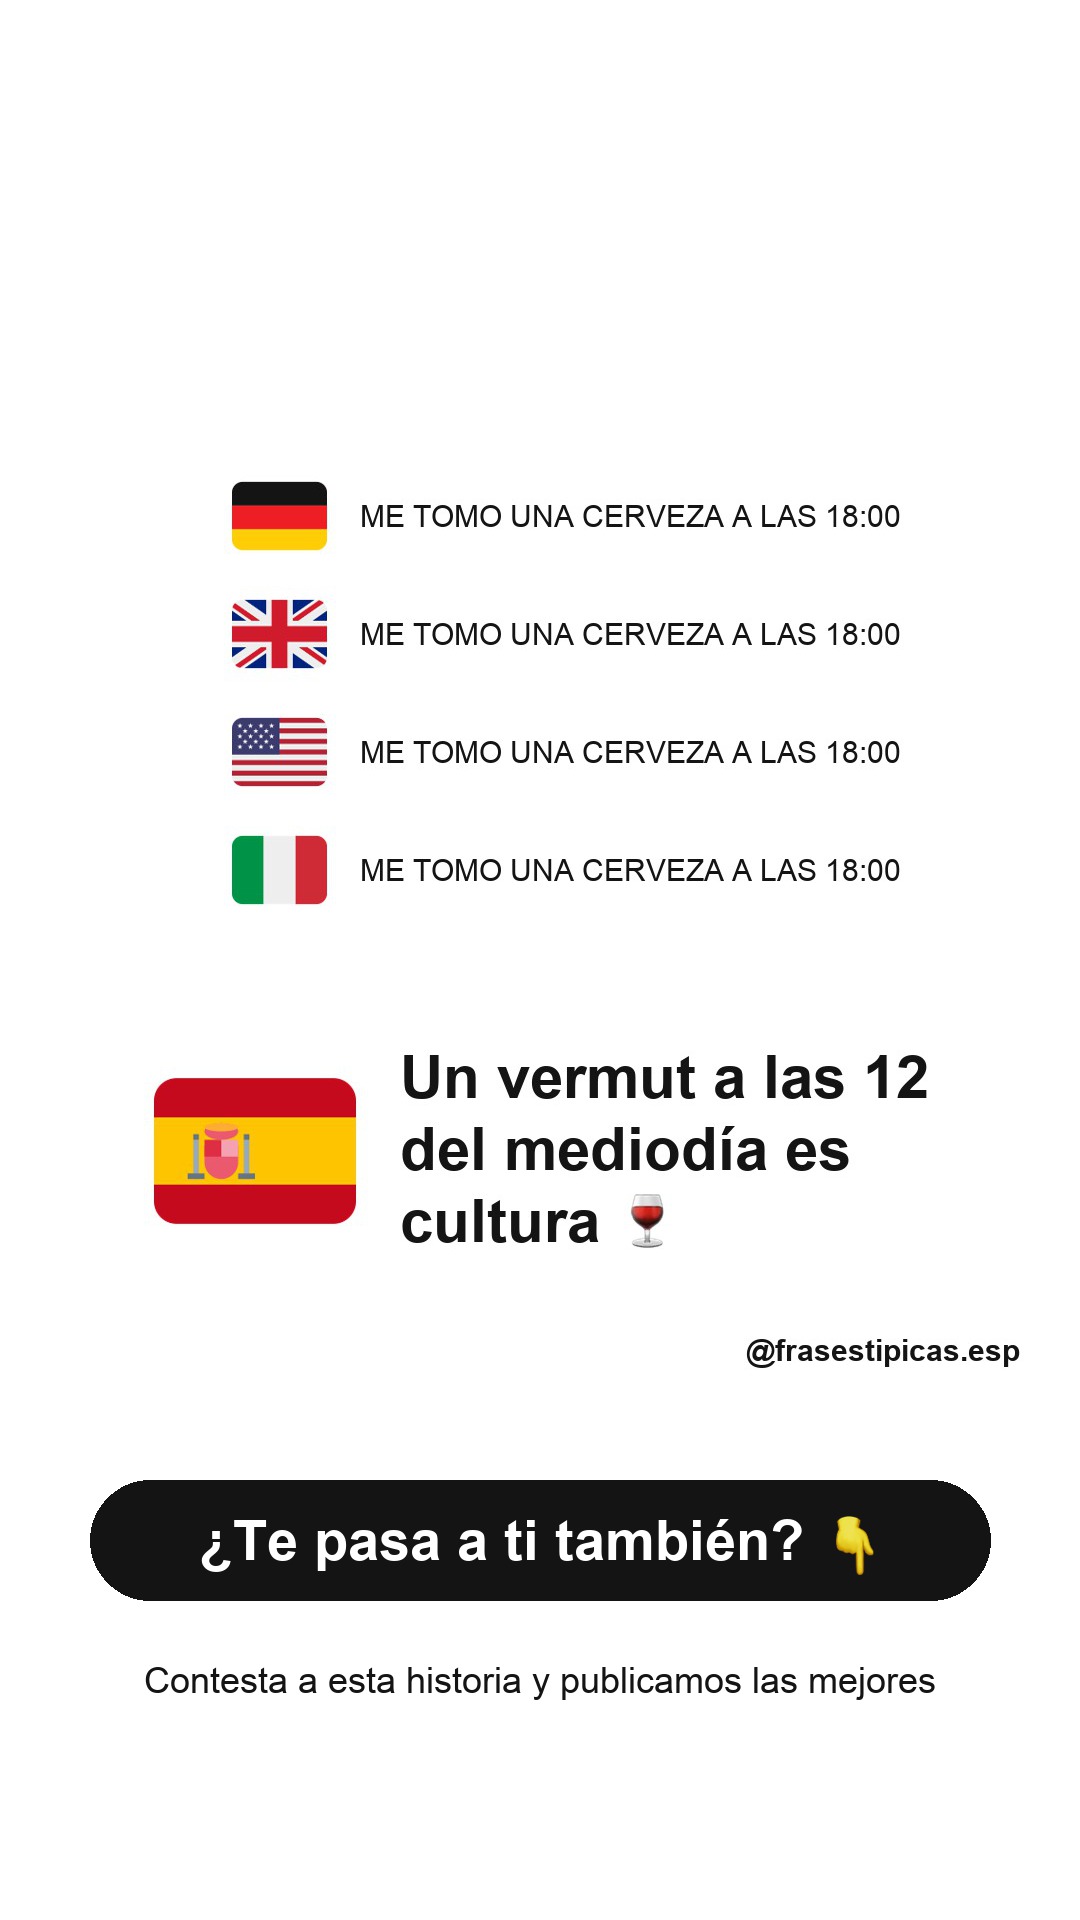 ME TOMO UNA CERVEZA A LAS 18:00
ME TOMO UNA CERVEZA A LAS 18:00
ME TOMO UNA CERVEZA A LAS 18:00
ME TOMO UNA CERVEZA A LAS 18:00
Un vermut a las 12
del mediodía es
cultura 🍷
@frasestipicas.esp
¿Te pasa a ti también? 👇
Contesta a esta historia y publicamos las mejores